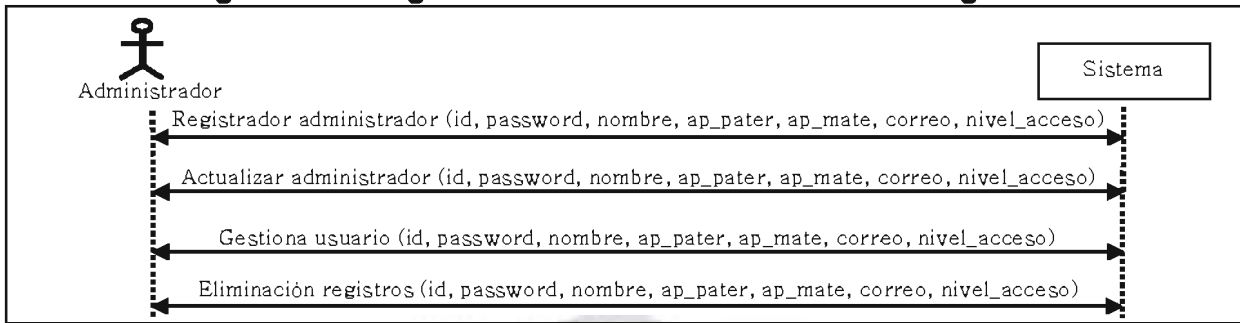 Administrador
Sistema
Registrador administrador (id, password, nombre, ap_pater, ap_mate, correo, nivel_acceso)
Actualizar administrador (id, password, nombre, ap_pater, ap_mate, correo, nivel_acceso)
Gestiona usuario (id, password, nombre, ap_pater, ap_mate, correo, nivel_acceso)
Eliminación registros (id, password, nombre, ap_pater, ap_mate, correo, nivel_acceso)